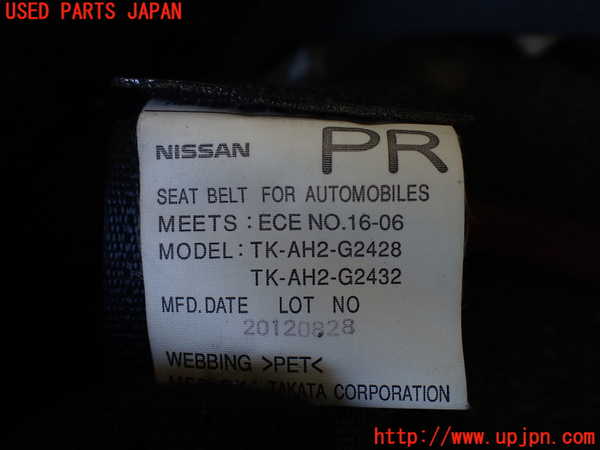 USED PARTS JAPAN
NISSAN PR
SEAT BELT FOR AUTOMOBILES
MEETS : ECE NO.16-06
MODEL: TK-AH2-G2428
TK-AH2-G2432
MFD.DATE LOT NO
20120828
WEBBING >PET<
TAKATA CORPORATION
http://www.upjpn.com/